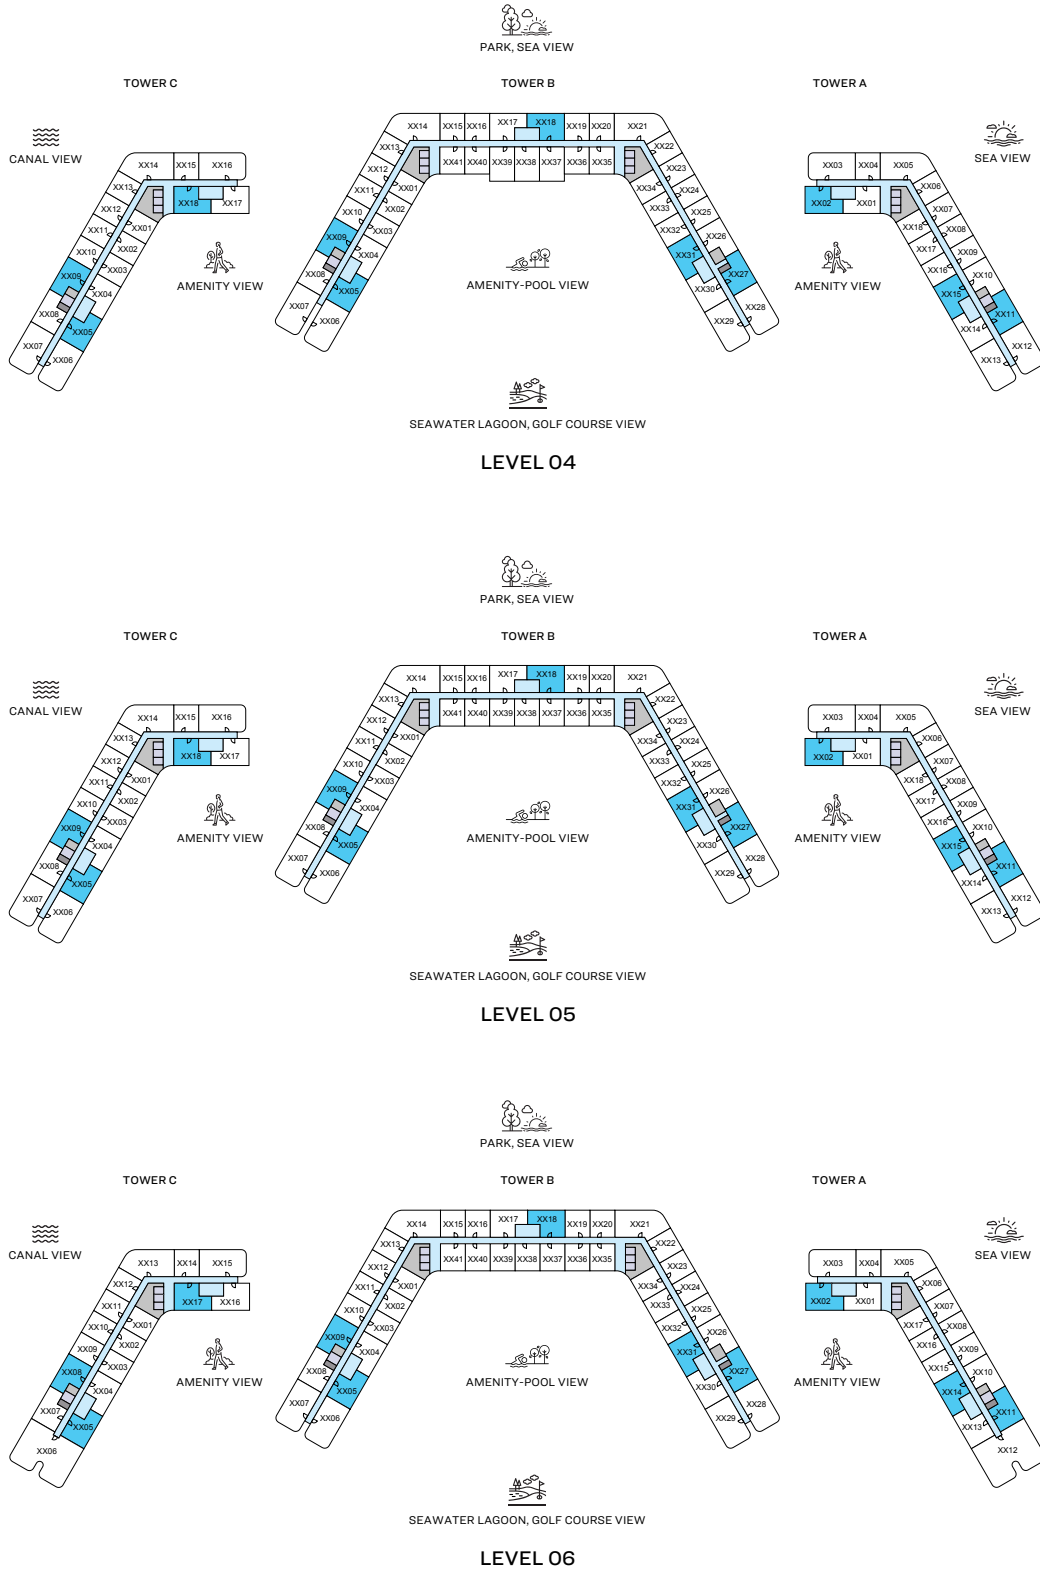 PARK, SEA VIEW
TOWER C
TOWER B
TOWER A
CANAL VIEW
SEA VIEW
XX14
XX15
XX16
XX13
XX12
XX11
XX10
XX09
XX08
XX07
XX06
XX05
XX04
XX03
XX02
XX01
XX18
XX17
AMENITY VIEW
XX14
XX15
XX16
XX17
XX18
XX19
XX20
XX21
XX13
XX12
XX11
XX10
XX09
XX08
XX07
XX06
XX05
XX04
XX03
XX02
XX01
XX41
XX40
XX39
XX38
XX37
XX36
XX35
XX34
XX33
XX32
XX31
XX30
XX29
XX22
XX23
XX24
XX25
XX26
XX27
XX28
AMENITY-POOL VIEW
XX03
XX04
XX05
XX02
XX01
XX06
XX07
XX08
XX09
XX10
XX11
XX12
XX13
XX14
XX15
XX16
XX17
XX18
AMENITY VIEW
SEAWATER LAGOON, GOLF COURSE VIEW
LEVEL 04
PARK, SEA VIEW
TOWER C
TOWER B
TOWER A
CANAL VIEW
SEA VIEW
XX14
XX15
XX16
XX13
XX12
XX11
XX10
XX09
XX08
XX07
XX06
XX05
XX04
XX03
XX02
XX01
XX18
XX17
AMENITY VIEW
XX14
XX15
XX16
XX17
XX18
XX19
XX20
XX21
XX13
XX12
XX11
XX10
XX09
XX08
XX07
XX06
XX05
XX04
XX03
XX02
XX01
XX41
XX40
XX39
XX38
XX37
XX36
XX35
XX34
XX33
XX32
XX31
XX30
XX29
XX22
XX23
XX24
XX25
XX26
XX27
XX28
AMENITY-POOL VIEW
XX03
XX04
XX05
XX02
XX01
XX06
XX07
XX08
XX09
XX10
XX11
XX12
XX13
XX14
XX15
XX16
XX17
XX18
AMENITY VIEW
SEAWATER LAGOON, GOLF COURSE VIEW
LEVEL 05
PARK, SEA VIEW
TOWER C
TOWER B
TOWER A
CANAL VIEW
SEA VIEW
XX13
XX14
XX15
XX12
XX11
XX10
XX09
XX08
XX07
XX06
XX05
XX04
XX03
XX02
XX01
XX17
XX16
AMENITY VIEW
XX14
XX15
XX16
XX17
XX18
XX19
XX20
XX21
XX13
XX12
XX11
XX10
XX09
XX08
XX07
XX06
XX05
XX04
XX03
XX02
XX01
XX41
XX40
XX39
XX38
XX37
XX36
XX35
XX34
XX33
XX32
XX31
XX30
XX29
XX22
XX23
XX24
XX25
XX26
XX27
XX28
AMENITY-POOL VIEW
XX03
XX04
XX05
XX02
XX01
XX06
XX07
XX08
XX09
XX10
XX11
XX12
XX13
XX14
XX15
XX16
XX17
AMENITY VIEW
SEAWATER LAGOON, GOLF COURSE VIEW
LEVEL 06